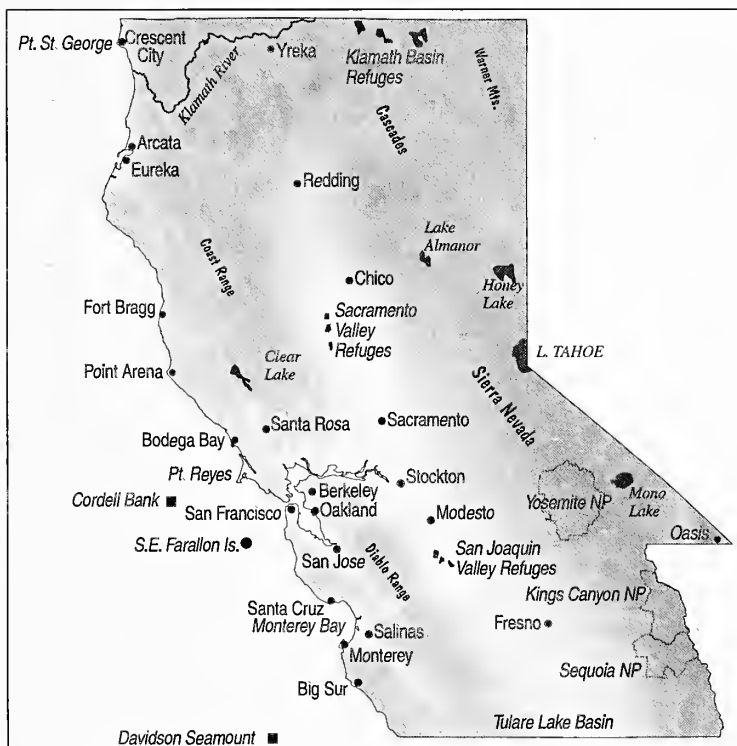 Pt. St. George
Crescent
City
Klamath River
Yreka
Klamath Basin
Refuges
Warner Mts.
Cascades
Arcata
Eureka
Redding
Lake
Almanor
Coast Range
Chico
Honey
Lake
Fort Bragg
Sacramento
Valley
Refuges
L. TAHOE
Point Arena
Clear
Lake
Sierra Nevada
Santa Rosa
Sacramento
Bodega Bay
Pt. Reyes
Stockton
Berkeley
Yosemite NP
Mono
Lake
Cordell Bank
San Francisco
Oakland
Modesto
Oasis
S.E. Farallon Is.
San Jose
Diablo Range
San Joaquin
Valley Refuges
Kings Canyon NP
Santa Cruz
Monterey Bay
Salinas
Fresno
Monterey
Sequoia NP
Big Sur
Tulare Lake Basin
Davidson Seamount